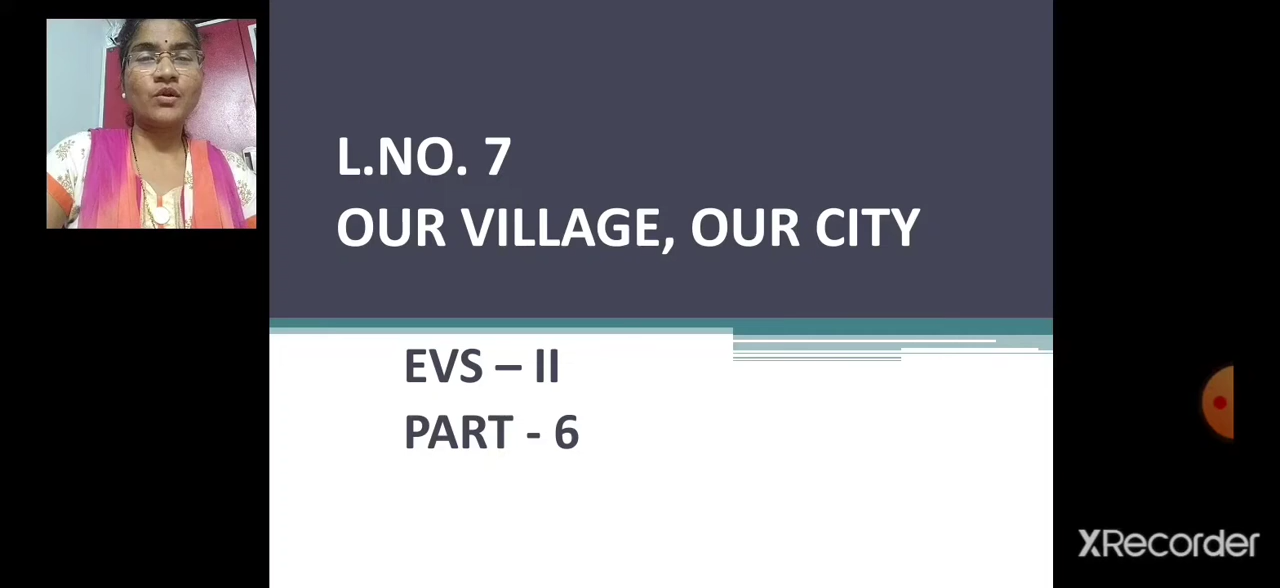 L.NO. 7
OUR VILLAGE, OUR CITY
EVS – II
PART - 6
XRecorder